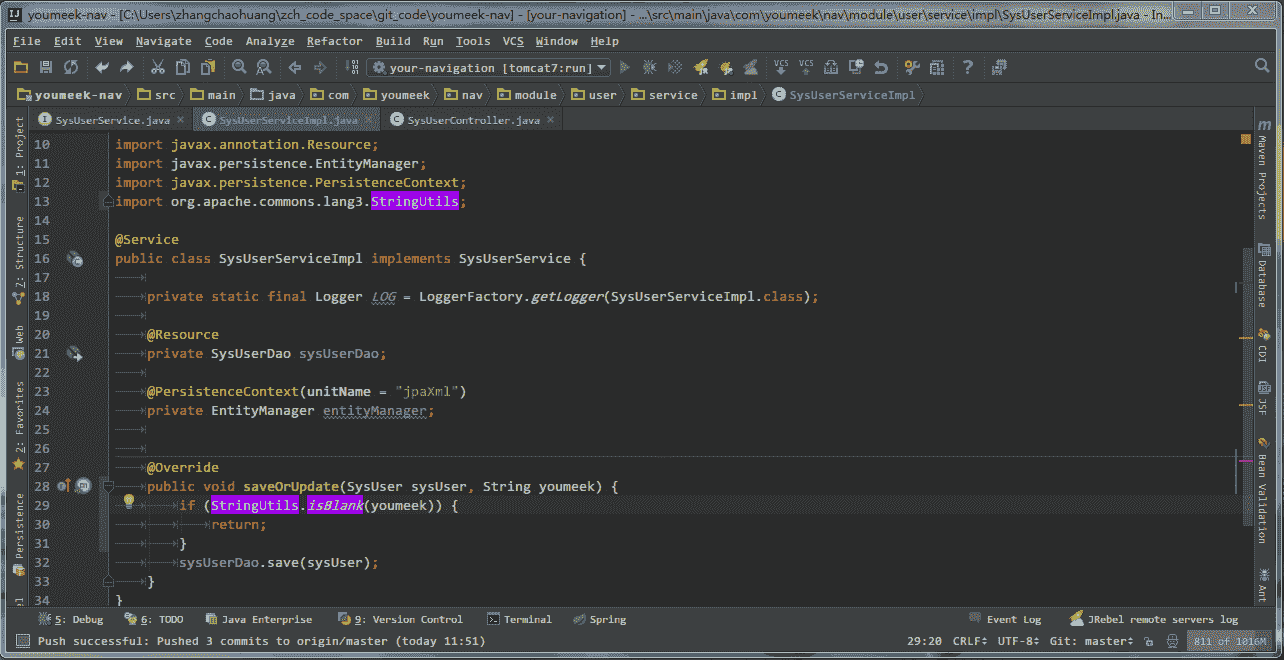 youmeek-nav - [C:\Users\zhangchaohuang\zch_code_space\git_code\youmeek-nav] - [your-navigation] - ...\src\main\java\com\youmeek\nav\module\user\service\impl\SysUserServiceImpl.java - In...
File Edit View Navigate Code Analyze Refactor Build Run Tools VCS Window Help
your-navigation [tomcat7:run] VCS VCS ?
youmeek-nav src main java com youmeek nav module user service impl SysUserServiceImpl
SysUserService.java SysUserServiceImpl.java SysUserController.java
1: Project
7: Structure
Web
2: Favorites
Persistence
10 import javax.annotation.Resource;
11 import javax.persistence.EntityManager;
12 import javax.persistence.PersistenceContext;
13 import org.apache.commons.lang3.StringUtils;
14
15 @Service
16 public class SysUserServiceImpl implements SysUserService {
17
18 private static final Logger LOG = LoggerFactory.getLogger(SysUserServiceImpl.class);
19
20 @Resource
21 private SysUserDao sysUserDao;
22
23 @PersistenceContext(unitName = "jpaXml")
24 private EntityManager entityManager;
25
26
27 @Override
28 public void saveOrUpdate(SysUser sysUser, String youmeek) {
29 if (StringUtils.isBlank(youmeek)) {
30 return;
31 }
32 sysUserDao.save(sysUser);
33 }
34 }
Maven Projects
Database
CDI
JSF
Bean Validation
Ant
5: Debug 6: TODO Java Enterprise 9: Version Control Terminal Spring Event Log JRebel remote servers log
Push successful: Pushed 3 commits to origin/master (today 11:51) 29:20 CRLF UTF-8 Git: master 811 of 1016M